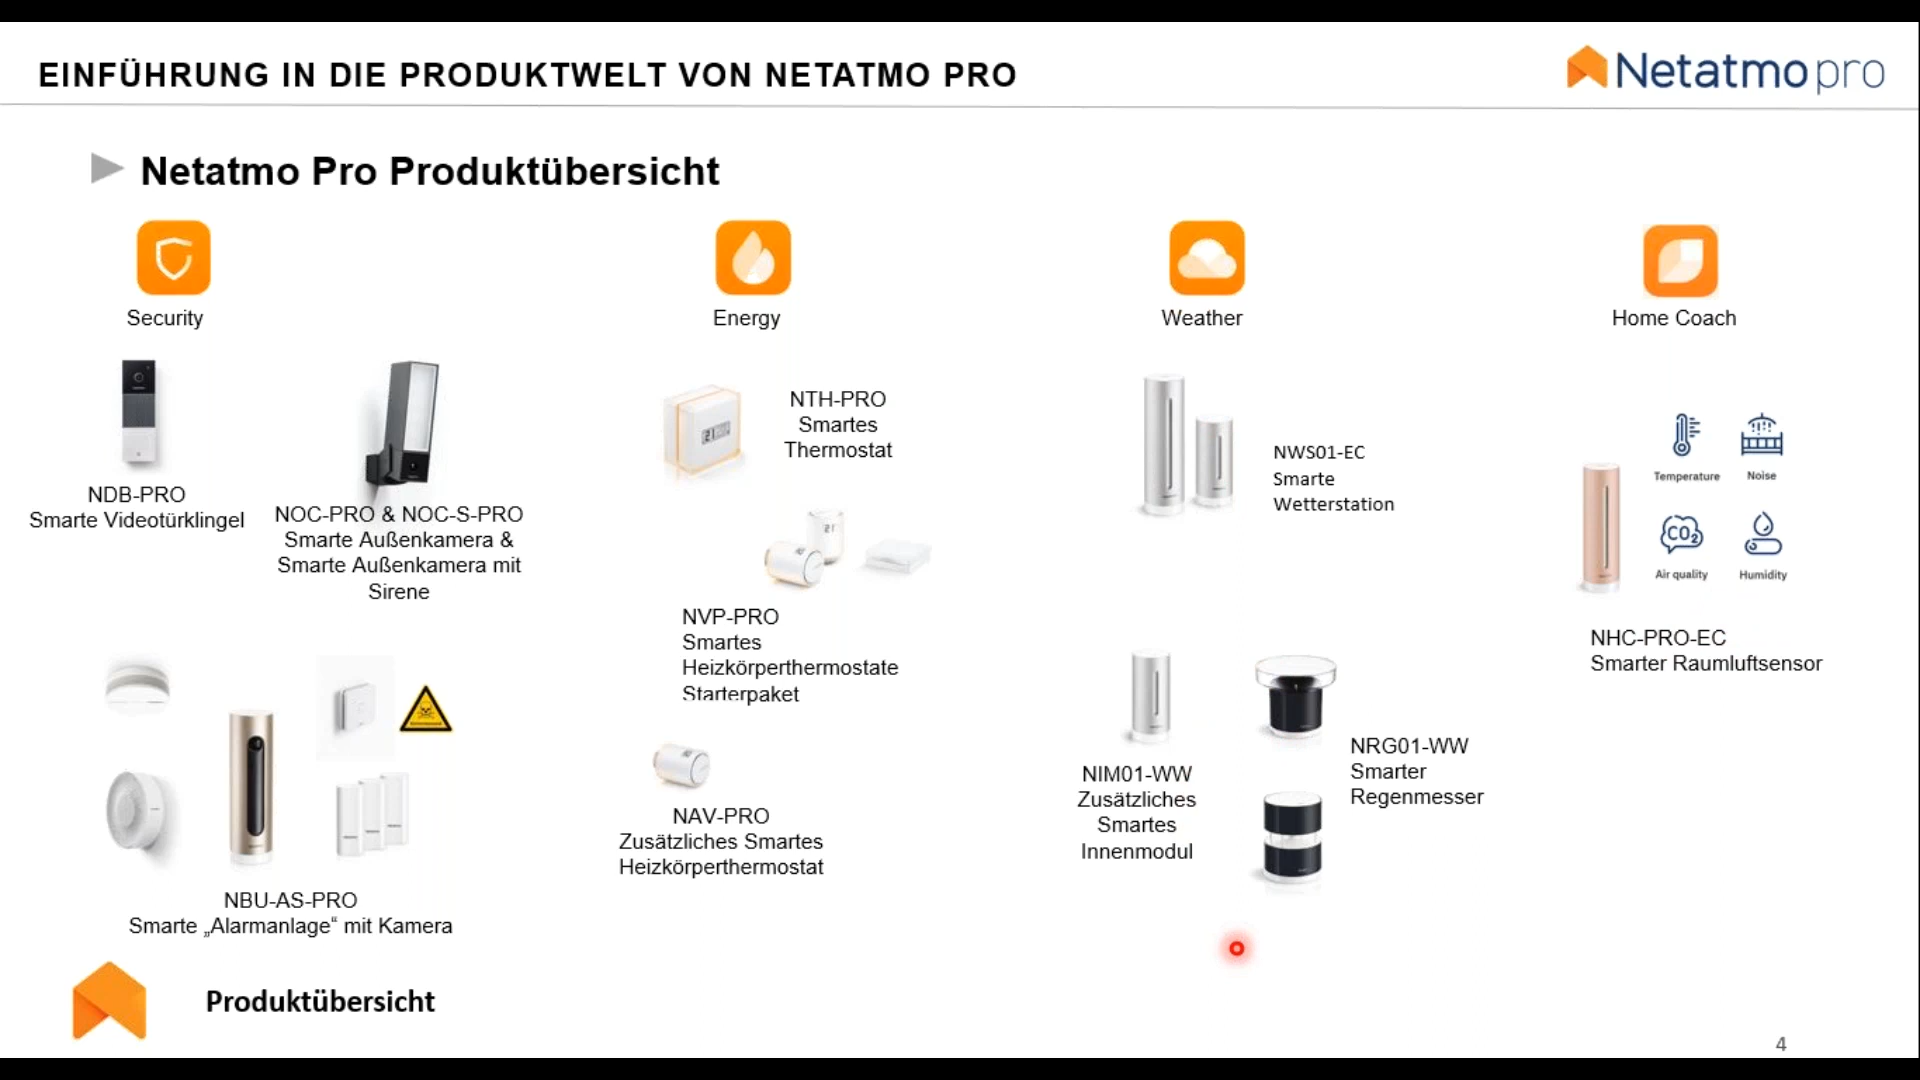 EINFÜHRUNG IN DIE PRODUKTWELT VON NETATMO PRO
Netatmo pro
Netatmo Pro Produktübersicht
Security
NDB-PRO
Smarte Videotürklingel
NOC-PRO & NOC-S-PRO
Smarte Außenkamera &
Smarte Außenkamera mit
Sirene
NBU-AS-PRO
Smarte „Alarmanlage“ mit Kamera
Energy
NTH-PRO
Smartes
Thermostat
NVP-PRO
Smartes
Heizkörperthermostate
Starterpaket
NAV-PRO
Zusätzliches Smartes
Heizkörperthermostat
Weather
NWS01-EC
Smarte
Wetterstation
NIM01-WW
Zusätzliches
Smartes
Innenmodul
NRG01-WW
Smarter
Regenmesser
Home Coach
Temperature
Noise
CO2
Air quality
Humidity
NHC-PRO-EC
Smarter Raumluftsensor
Produktübersicht
4